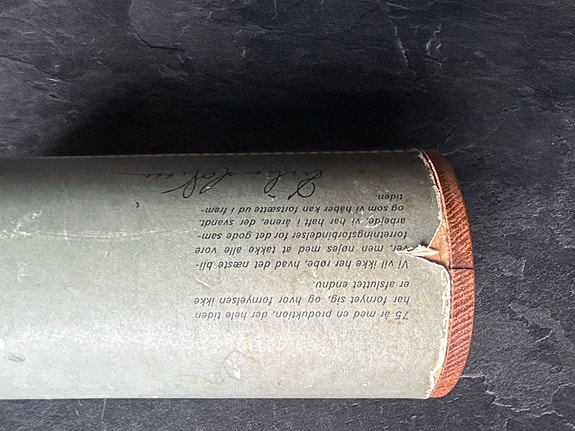 75 år med en produktion, der hele tiden
har fornyet sig, og hvor fornyelsen ikke
er afsluttet endnu.
Vi vil ikke her røbe, hvad det næste bli-
ver, men nøjes med at takke alle vore
forretningsforbindelser for det gode sam
arbejde, vi har haft i årene, der svandt
og som vi håber kan fortsætte ud i frem-
tiden.